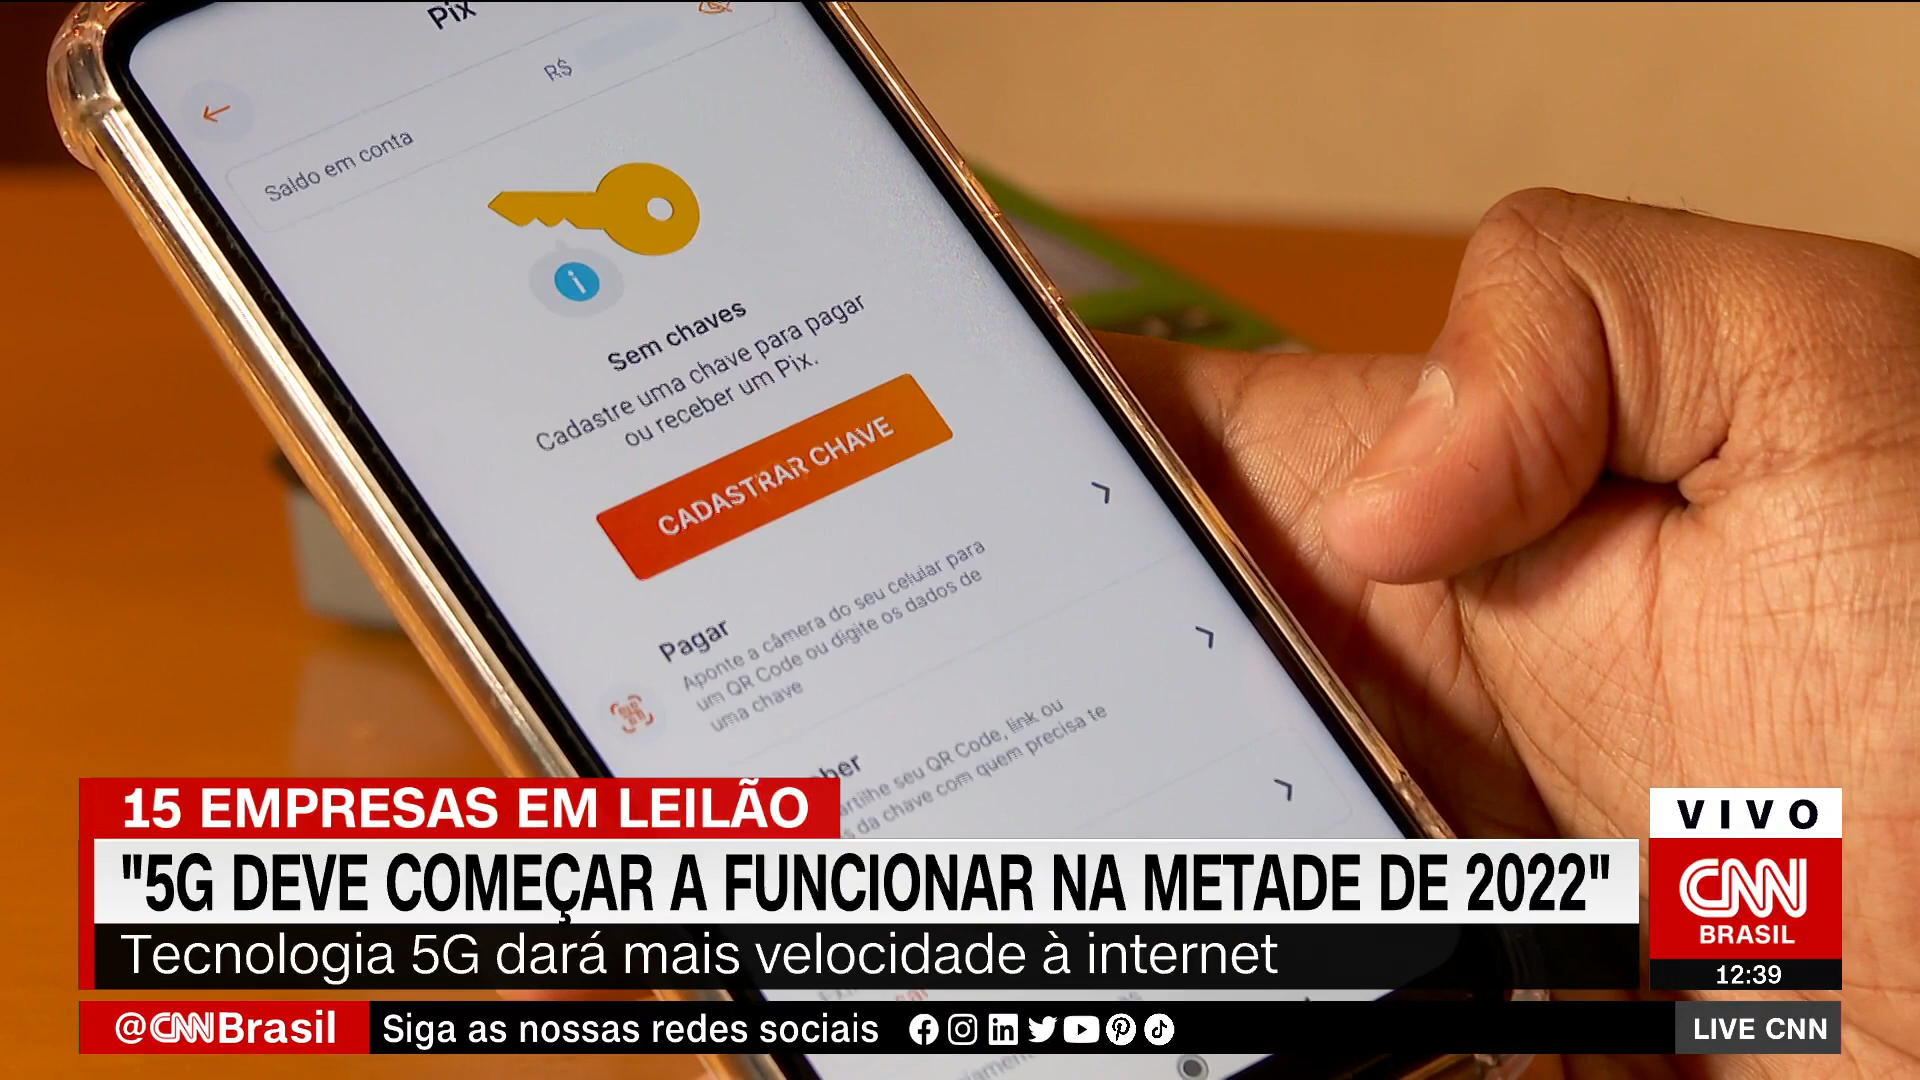 Pix
R$
Saldo em conta
Sem chaves
Cadastre uma chave para pagar
ou receber um Pix.
CADASTRAR CHAVE
Pagar
Aponte a câmera do seu celular para
um QR Code ou digite os dados de
uma chave
ber
artilhe seu QR Code, link ou
s da chave com quem precisa te
15 EMPRESAS EM LEILÃO
"5G DEVE COMEÇAR A FUNCIONAR NA METADE DE 2022"
Tecnologia 5G dará mais velocidade à internet
VIVO
CNN
BRASIL
12:39
@CNNBrasil Siga as nossas redes sociais
LIVE CNN